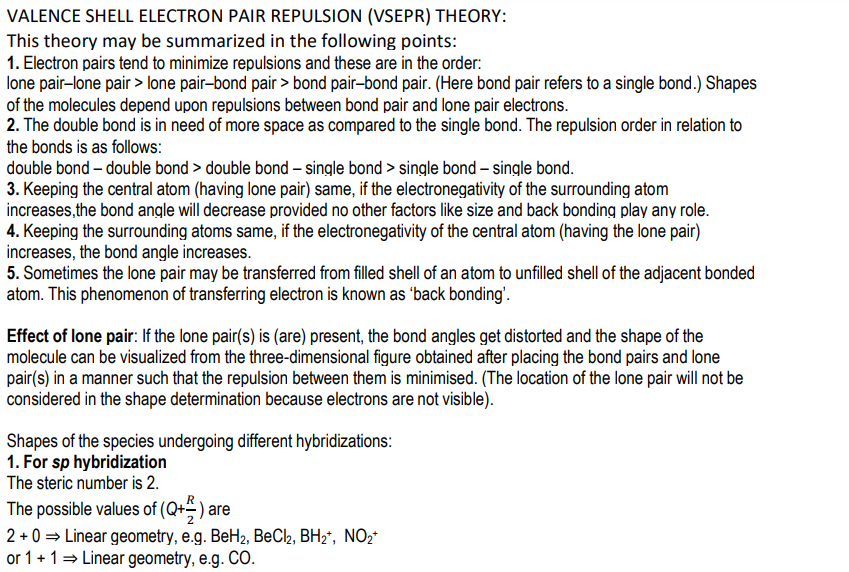 VALENCE SHELL ELECTRON PAIR REPULSION (VSEPR) THEORY:
This theory may be summarized in the following points:
1. Electron pairs tend to minimize repulsions and these are in the order:
lone pair–lone pair > lone pair–bond pair > bond pair–bond pair. (Here bond pair refers to a single bond.) Shapes
of the molecules depend upon repulsions between bond pair and lone pair electrons.
2. The double bond is in need of more space as compared to the single bond. The repulsion order in relation to
the bonds is as follows:
double bond – double bond > double bond – single bond > single bond – single bond.
3. Keeping the central atom (having lone pair) same, if the electronegativity of the surrounding atom
increases,the bond angle will decrease provided no other factors like size and back bonding play any role.
4. Keeping the surrounding atoms same, if the electronegativity of the central atom (having the lone pair)
increases, the bond angle increases.
5. Sometimes the lone pair may be transferred from filled shell of an atom to unfilled shell of the adjacent bonded
atom. This phenomenon of transferring electron is known as ‘back bonding’.
Effect of lone pair: If the lone pair(s) is (are) present, the bond angles get distorted and the shape of the
molecule can be visualized from the three-dimensional figure obtained after placing the bond pairs and lone
pair(s) in a manner such that the repulsion between them is minimised. (The location of the lone pair will not be
considered in the shape determination because electrons are not visible).
Shapes of the species undergoing different hybridizations:
1. For sp hybridization
The steric number is 2.
The possible values of (Q+R/2) are
2 + 0 ⇒ Linear geometry, e.g. BeH₂, BeCl₂, BH₂⁺, NO₂⁺
or 1 + 1 ⇒ Linear geometry, e.g. CO.